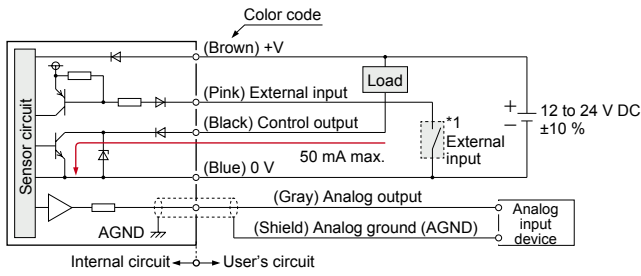 Color code
(Brown) +V
Load
(Pink) External input
(Black) Control output
Sensor circuit
*1
External
input
+
−
12 to 24 V DC
±10 %
50 mA max.
(Blue) 0 V
(Gray) Analog output
AGND
(Shield) Analog ground (AGND)
Analog
input
device
Internal circuit
User's circuit